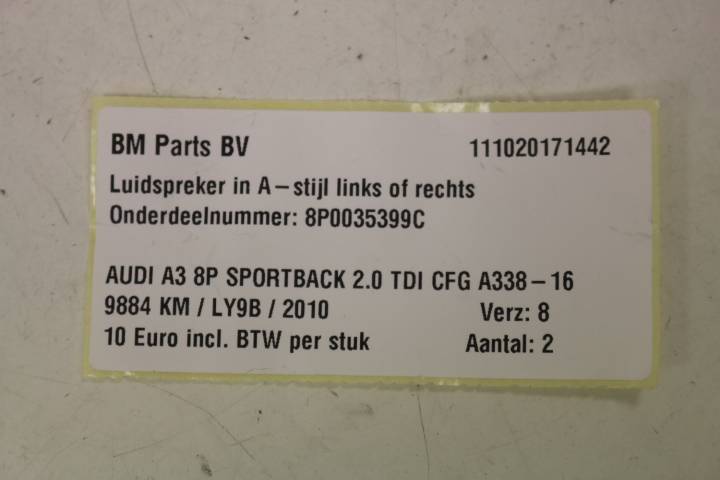 BM Parts BV 111020171442
Luidspreker in A-stijl links of rechts
Onderdeelnummer: 8P0035399C
AUDI A3 8P SPORTBACK 2.0 TDI CFG A338-16
9884 KM / LY9B / 2010 Verz: 8
10 Euro incl. BTW per stuk Aantal: 2